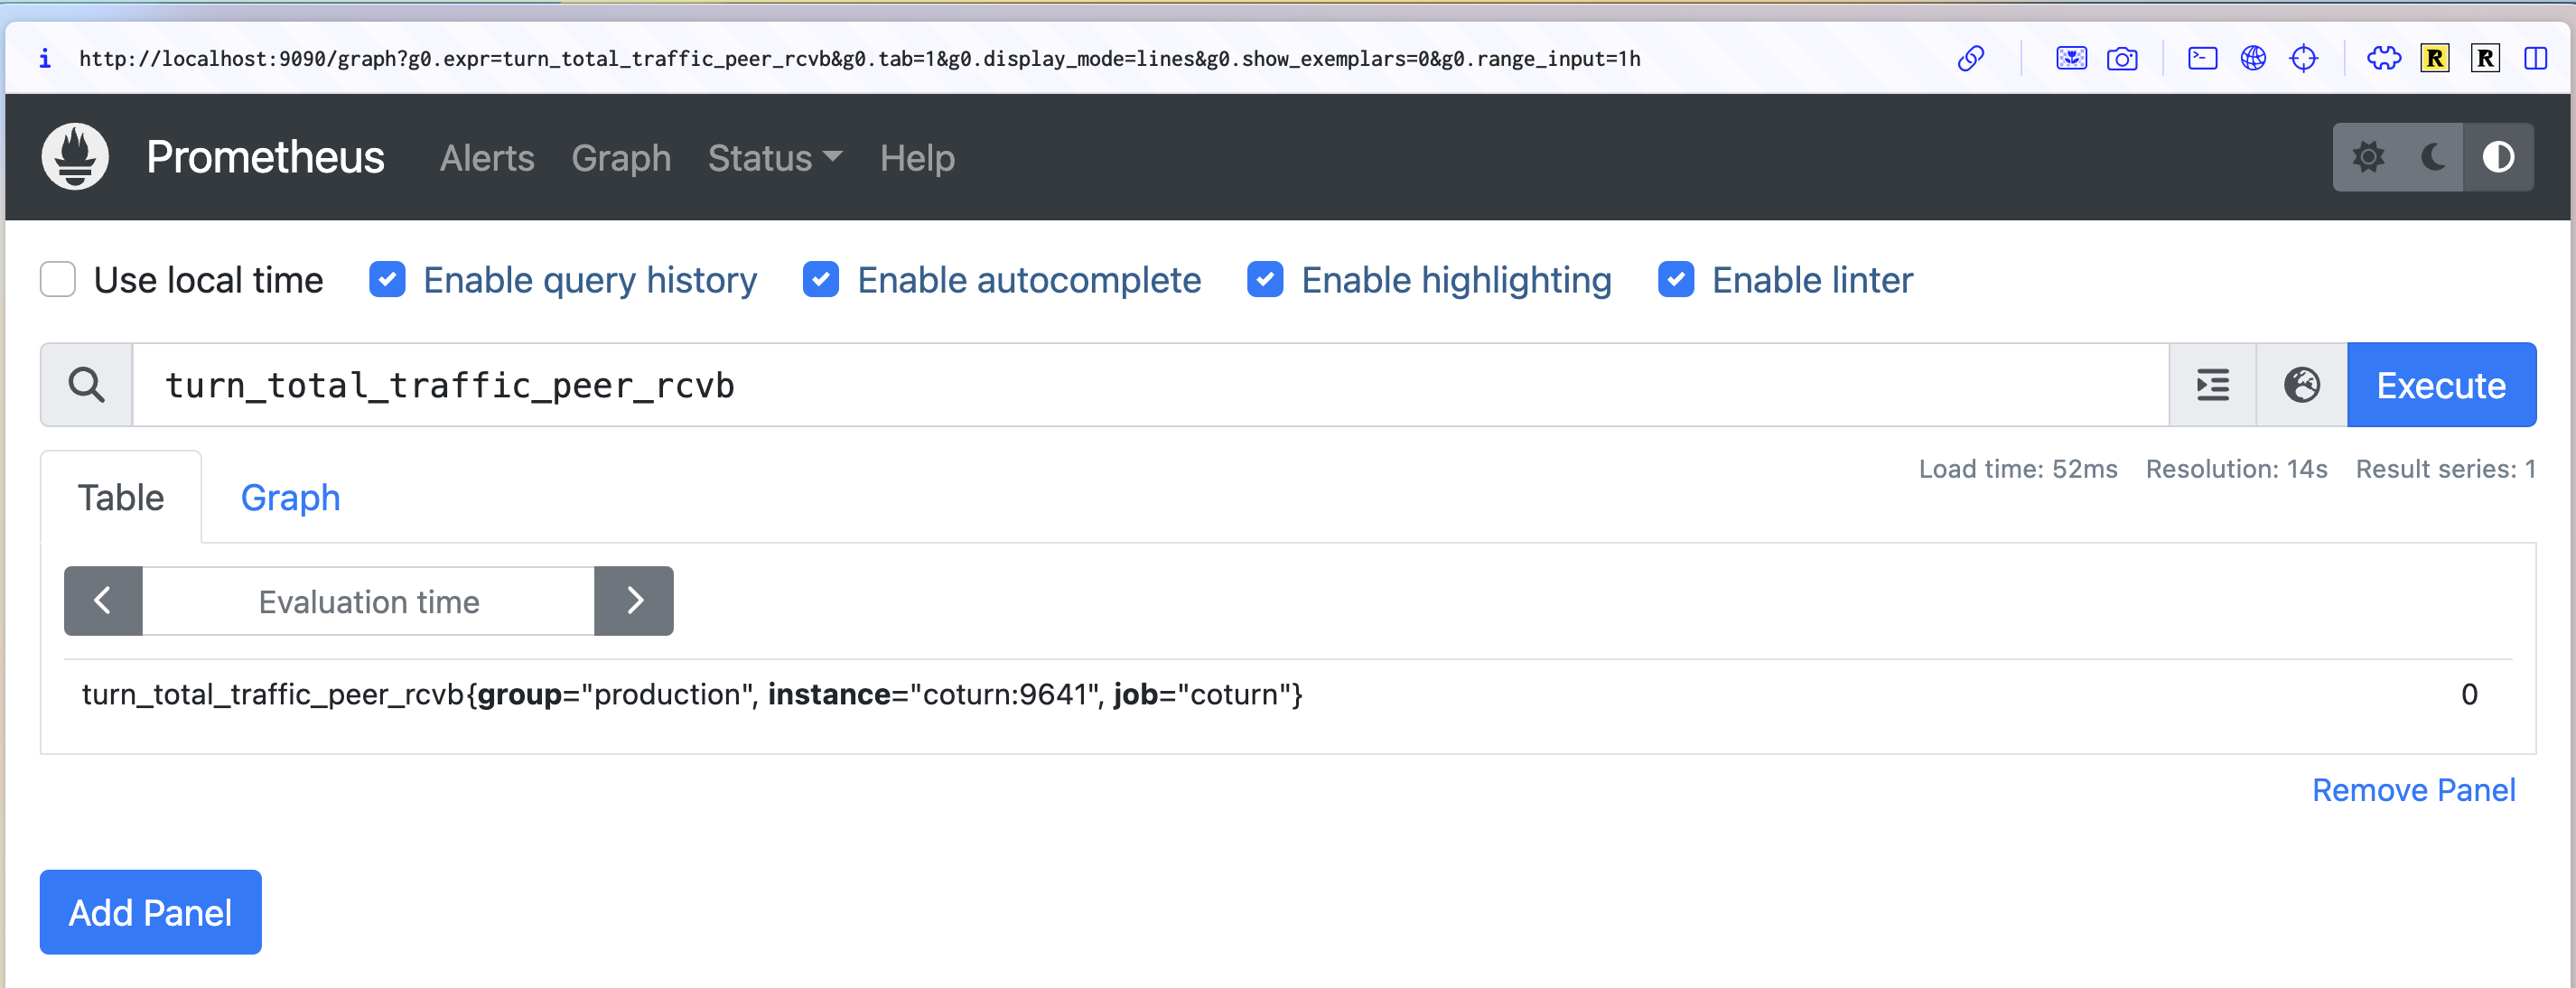 http://localhost:9090/graph?g0.expr=turn_total_traffic_peer_rcvb&g0.tab=1&g0.display_mode=lines&g0.show_exemplars=0&g0.range_input=1h
Prometheus Alerts Graph Status Help
Use local time Enable query history Enable autocomplete Enable highlighting Enable linter
turn_total_traffic_peer_rcvb Execute
Load time: 52ms Resolution: 14s Result series: 1
Table Graph
Evaluation time
turn_total_traffic_peer_rcvb{group="production", instance="coturn:9641", job="coturn"} 0
Remove Panel
Add Panel